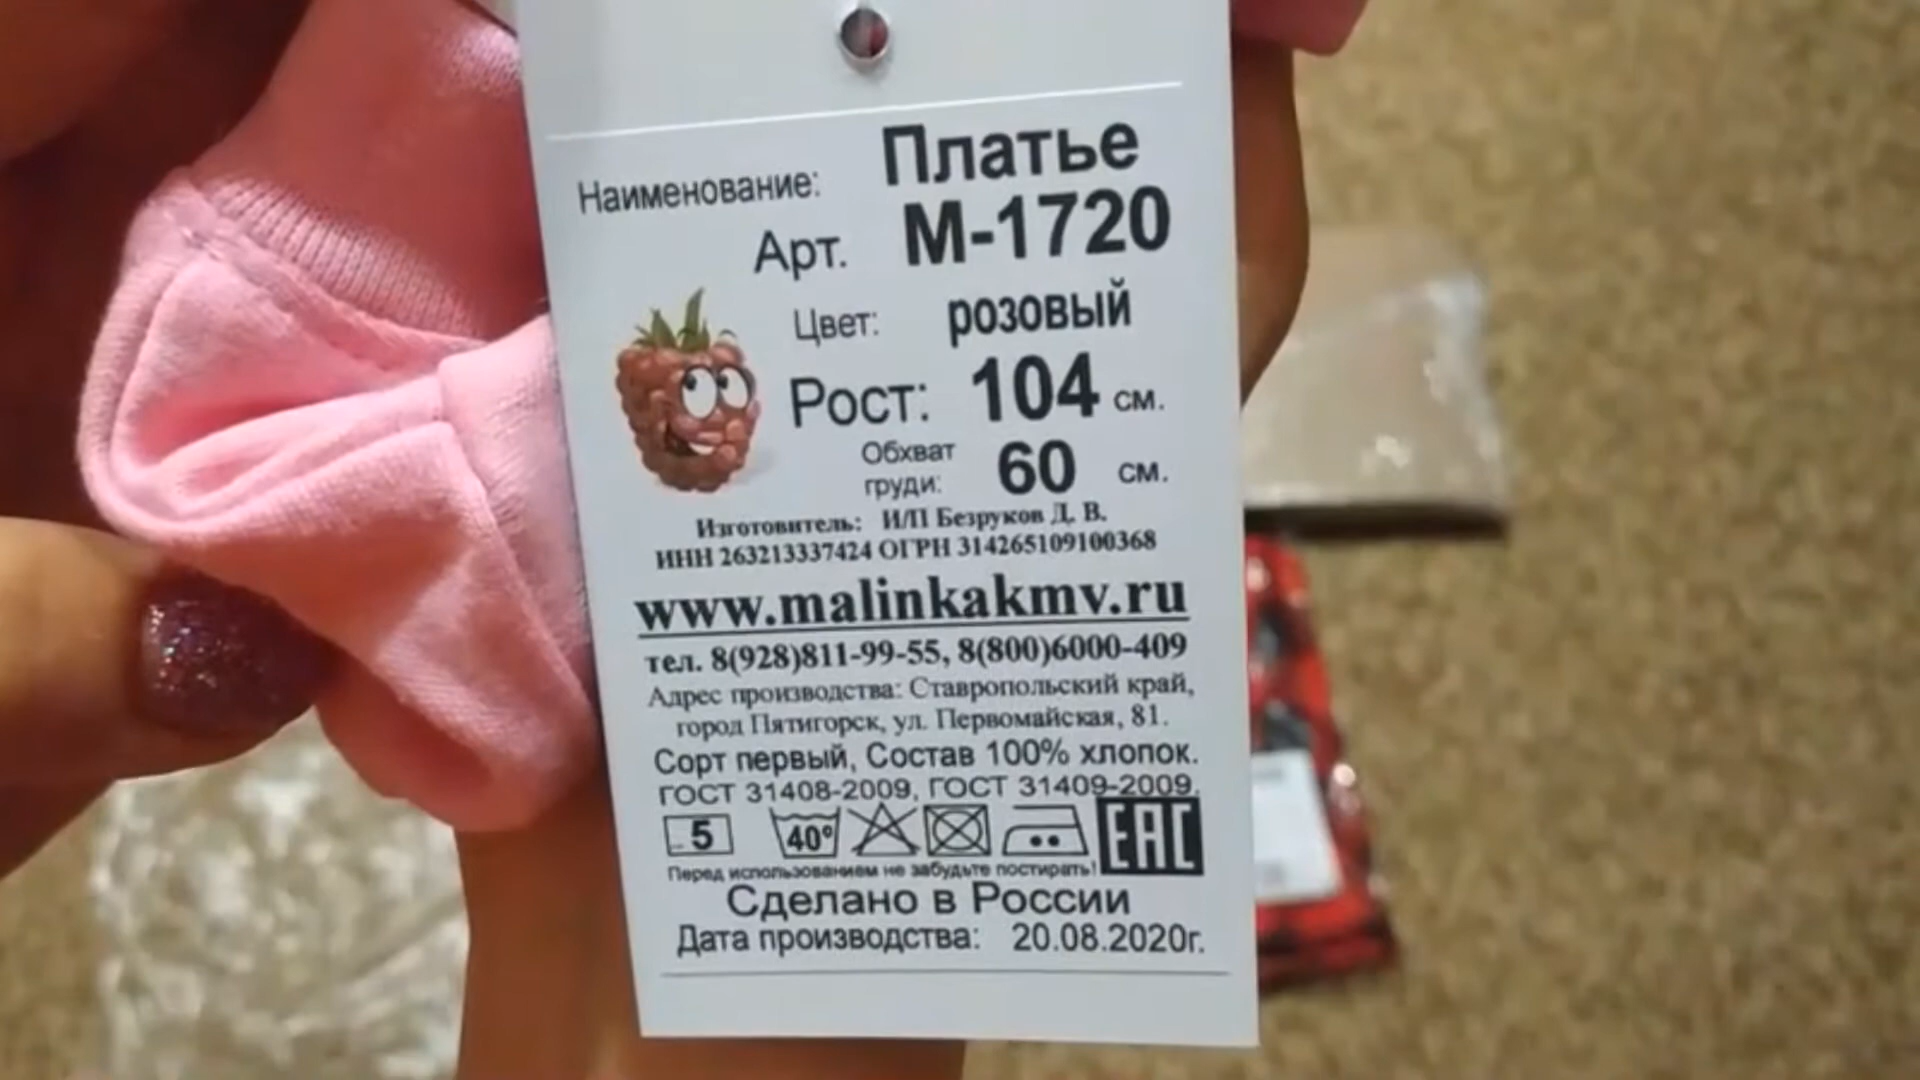 Наименование: Платье
Арт. М-1720
Цвет: розовый
Рост: 104 см.
Обхват груди: 60 см.
Изготовитель: И/П Безруков Д. В.
ИНН 263213337424 ОГРН 314265109100368
www.malinkakmv.ru
тел. 8(928)811-99-55, 8(800)6000-409
Адрес производства: Ставропольский край,
город Пятигорск, ул. Первомайская, 81.
Сорт первый, Состав 100% хлопок.
ГОСТ 31408-2009, ГОСТ 31409-2009.
5 40° EAC
Перед использованием не забудьте постирать!
Сделано в России
Дата производства: 20.08.2020г.